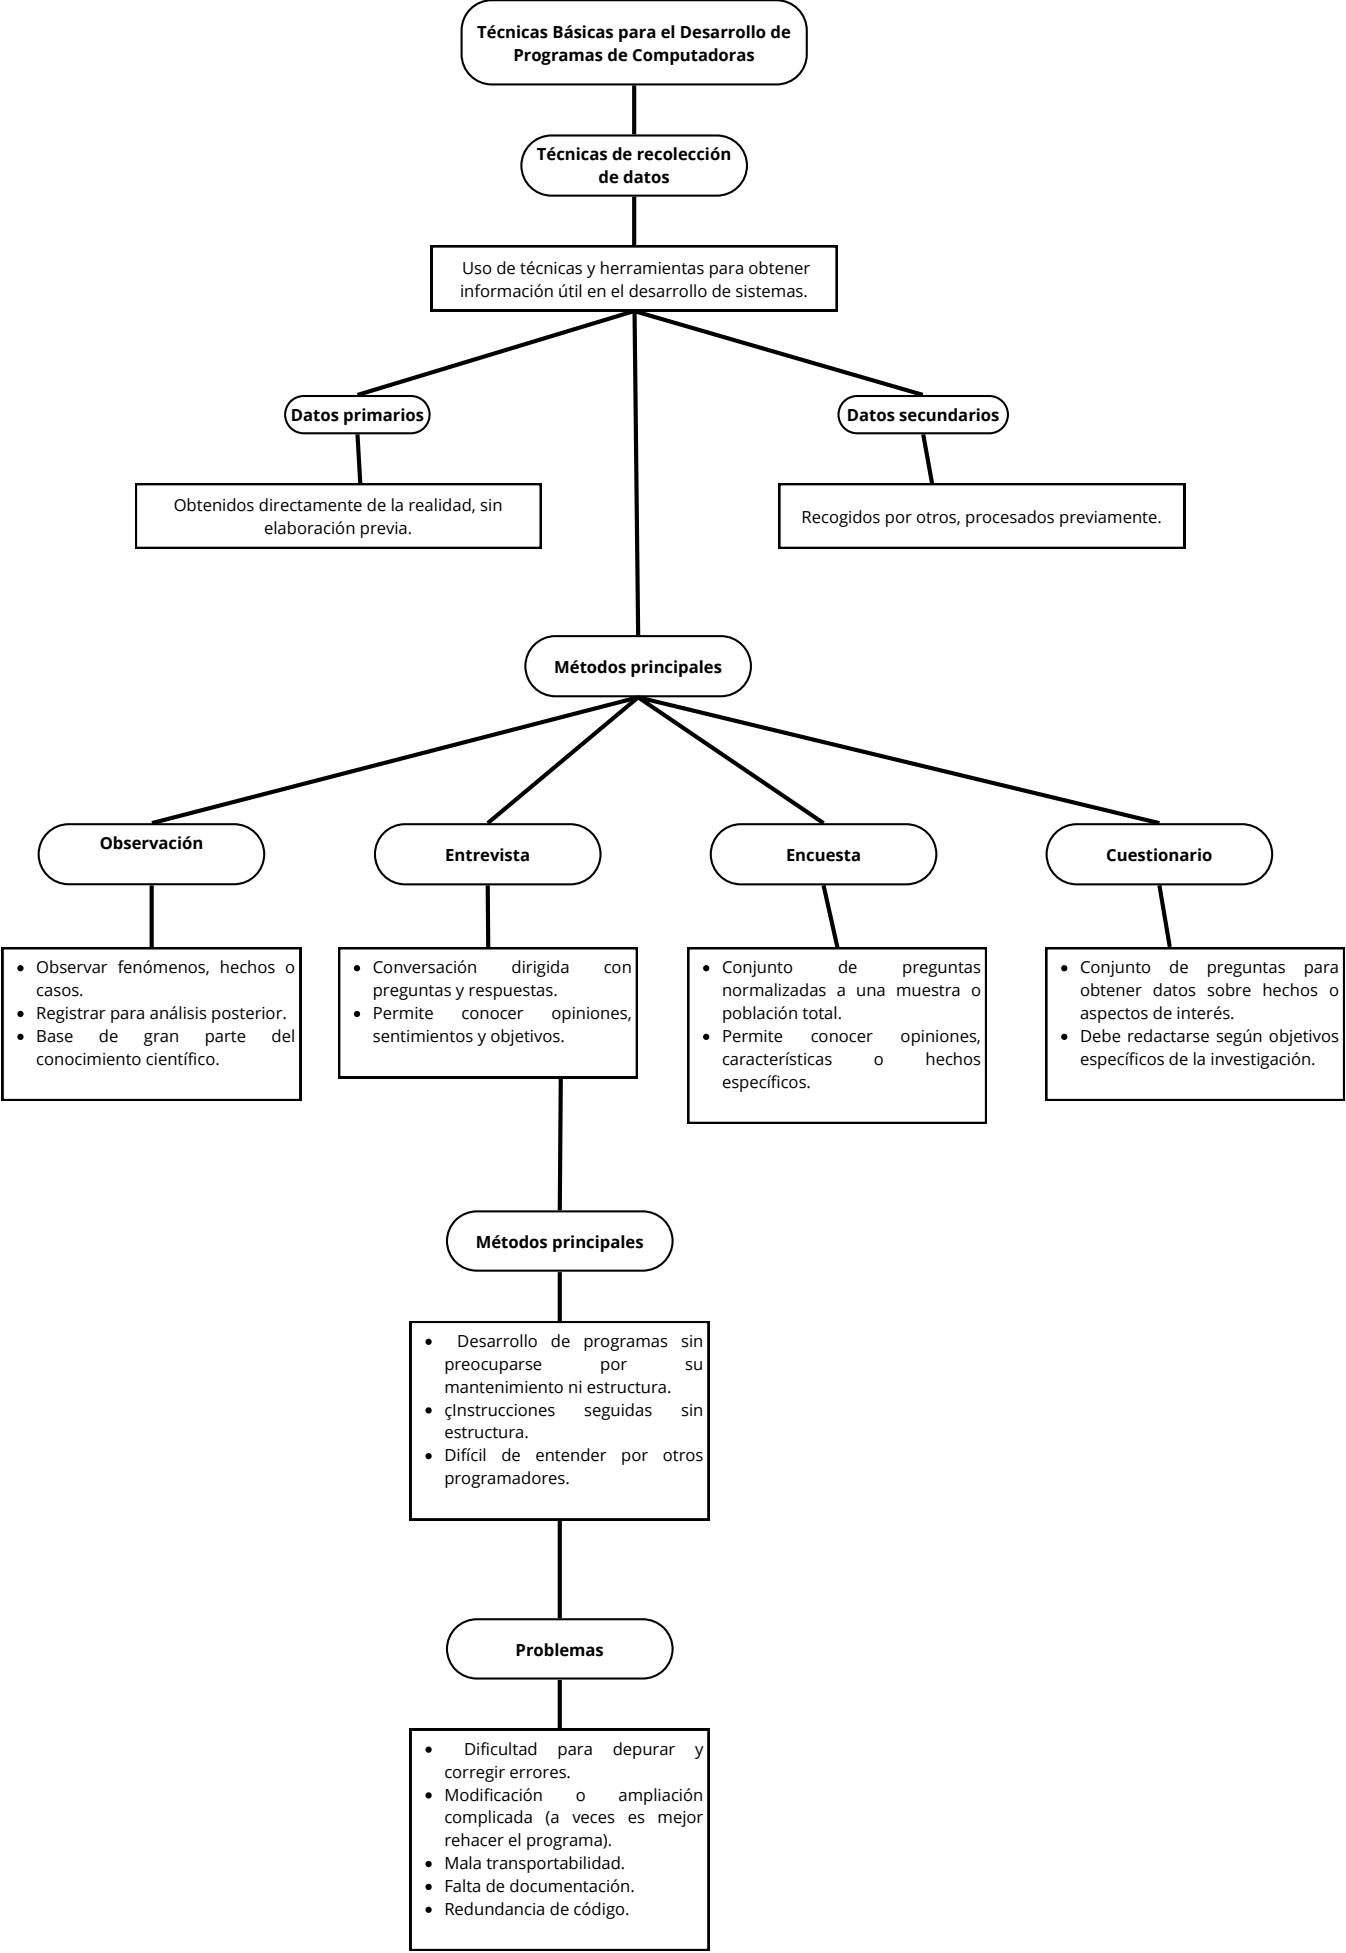 Técnicas Básicas para el Desarrollo de
Programas de Computadoras
Técnicas de recolección
de datos
Uso de técnicas y herramientas para obtener
información útil en el desarrollo de sistemas.
Datos primarios
Datos secundarios
Obtenidos directamente de la realidad, sin
elaboración previa.
Recogidos por otros, procesados previamente.
Métodos principales
Observación
Entrevista
Encuesta
Cuestionario
• Observar fenómenos, hechos o
casos.
• Registrar para análisis posterior.
• Base de gran parte del
conocimiento científico.
• Conversación dirigida con
preguntas y respuestas.
• Permite conocer opiniones,
sentimientos y objetivos.
• Conjunto de preguntas
normalizadas a una muestra o
población total.
• Permite conocer opiniones,
características o hechos
específicos.
• Conjunto de preguntas para
obtener datos sobre hechos o
aspectos de interés.
• Debe redactarse según objetivos
específicos de la investigación.
Métodos principales
• Desarrollo de programas sin
preocuparse por su
mantenimiento ni estructura.
• çInstrucciones seguidas sin
estructura.
• Difícil de entender por otros
programadores.
Problemas
• Dificultad para depurar y
corregir errores.
• Modificación o ampliación
complicada (a veces es mejor
rehacer el programa).
• Mala transportabilidad.
• Falta de documentación.
• Redundancia de código.